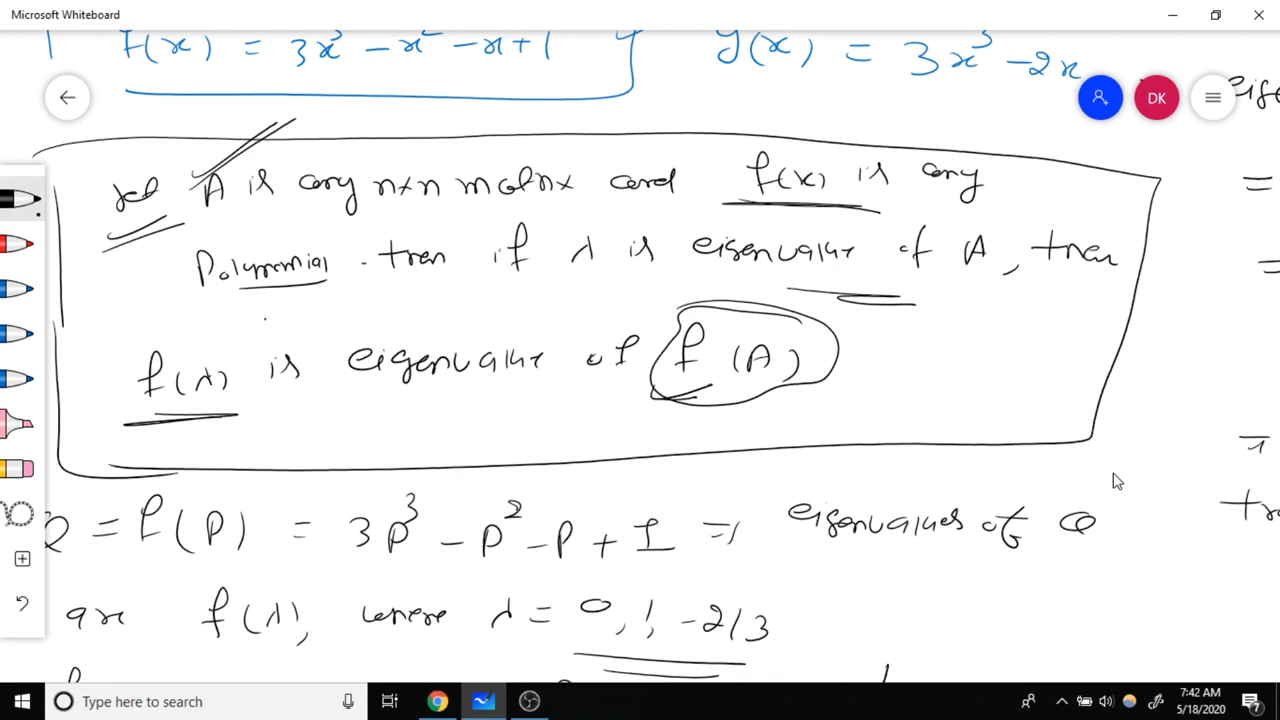 Microsoft Whiteboard
f(x) = 3x³ - x² - x + 1    g(x) = 3x³ - 2x
DK
Let A is any n×n matrix and f(x) is any
Polynomial . then if λ is eigenvalue of A , then
f(λ) is eigenvalue of f (A)
Q = f(P) = 3P³ - P² - P + I ⇒ eigenvalues of Q
are f(λ), where λ = 0, 1, -2/3
Type here to search
7:42 AM
5/18/2020
7